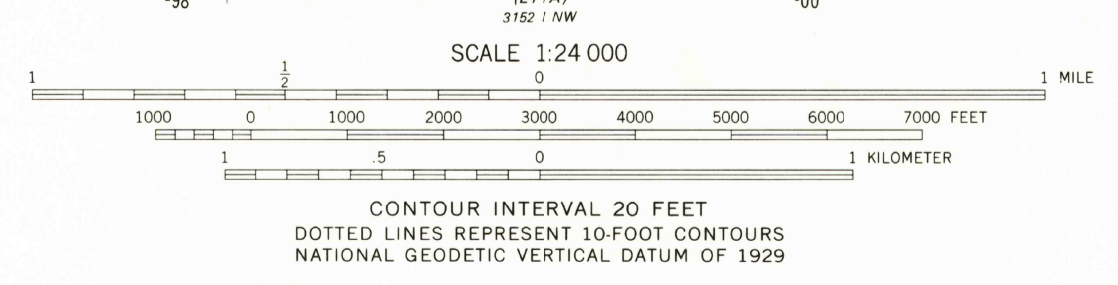 3152 I NW
SCALE 1:24 000
1 1/2 0 1 MILE
1000 0 1000 2000 3000 4000 5000 6000 7000 FEET
1 .5 0 1 KILOMETER
CONTOUR INTERVAL 20 FEET
DOTTED LINES REPRESENT 10-FOOT CONTOURS
NATIONAL GEODETIC VERTICAL DATUM OF 1929